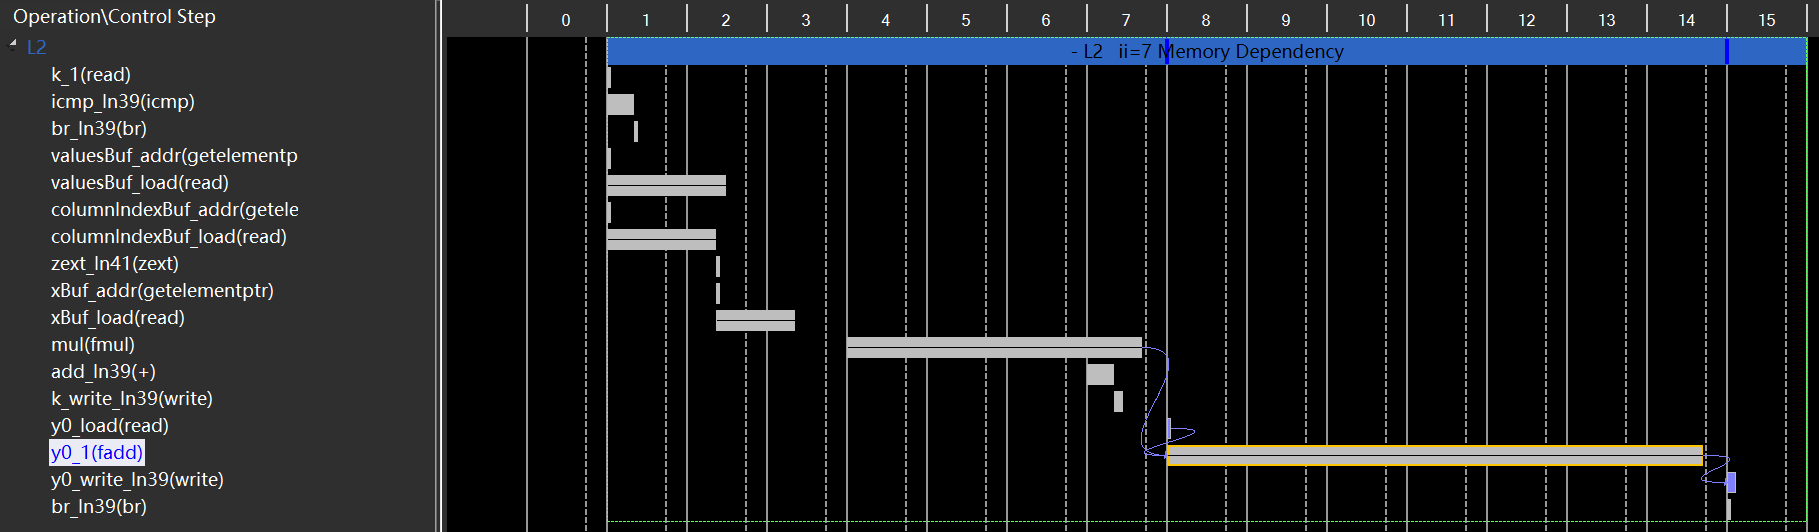 Operation\Control Step 0 1 2 3 4 5 6 7 8 9 10 11 12 13 14 15
L2 - L2 ii=7 Memory Dependency
k_1(read)
icmp_ln39(icmp)
br_ln39(br)
valuesBuf_addr(getelementp
valuesBuf_load(read)
columnIndexBuf_addr(getele
columnIndexBuf_load(read)
zext_ln41(zext)
xBuf_addr(getelementptr)
xBuf_load(read)
mul(fmul)
add_ln39(+)
k_write_ln39(write)
y0_load(read)
y0_1(fadd)
y0_write_ln39(write)
br_ln39(br)